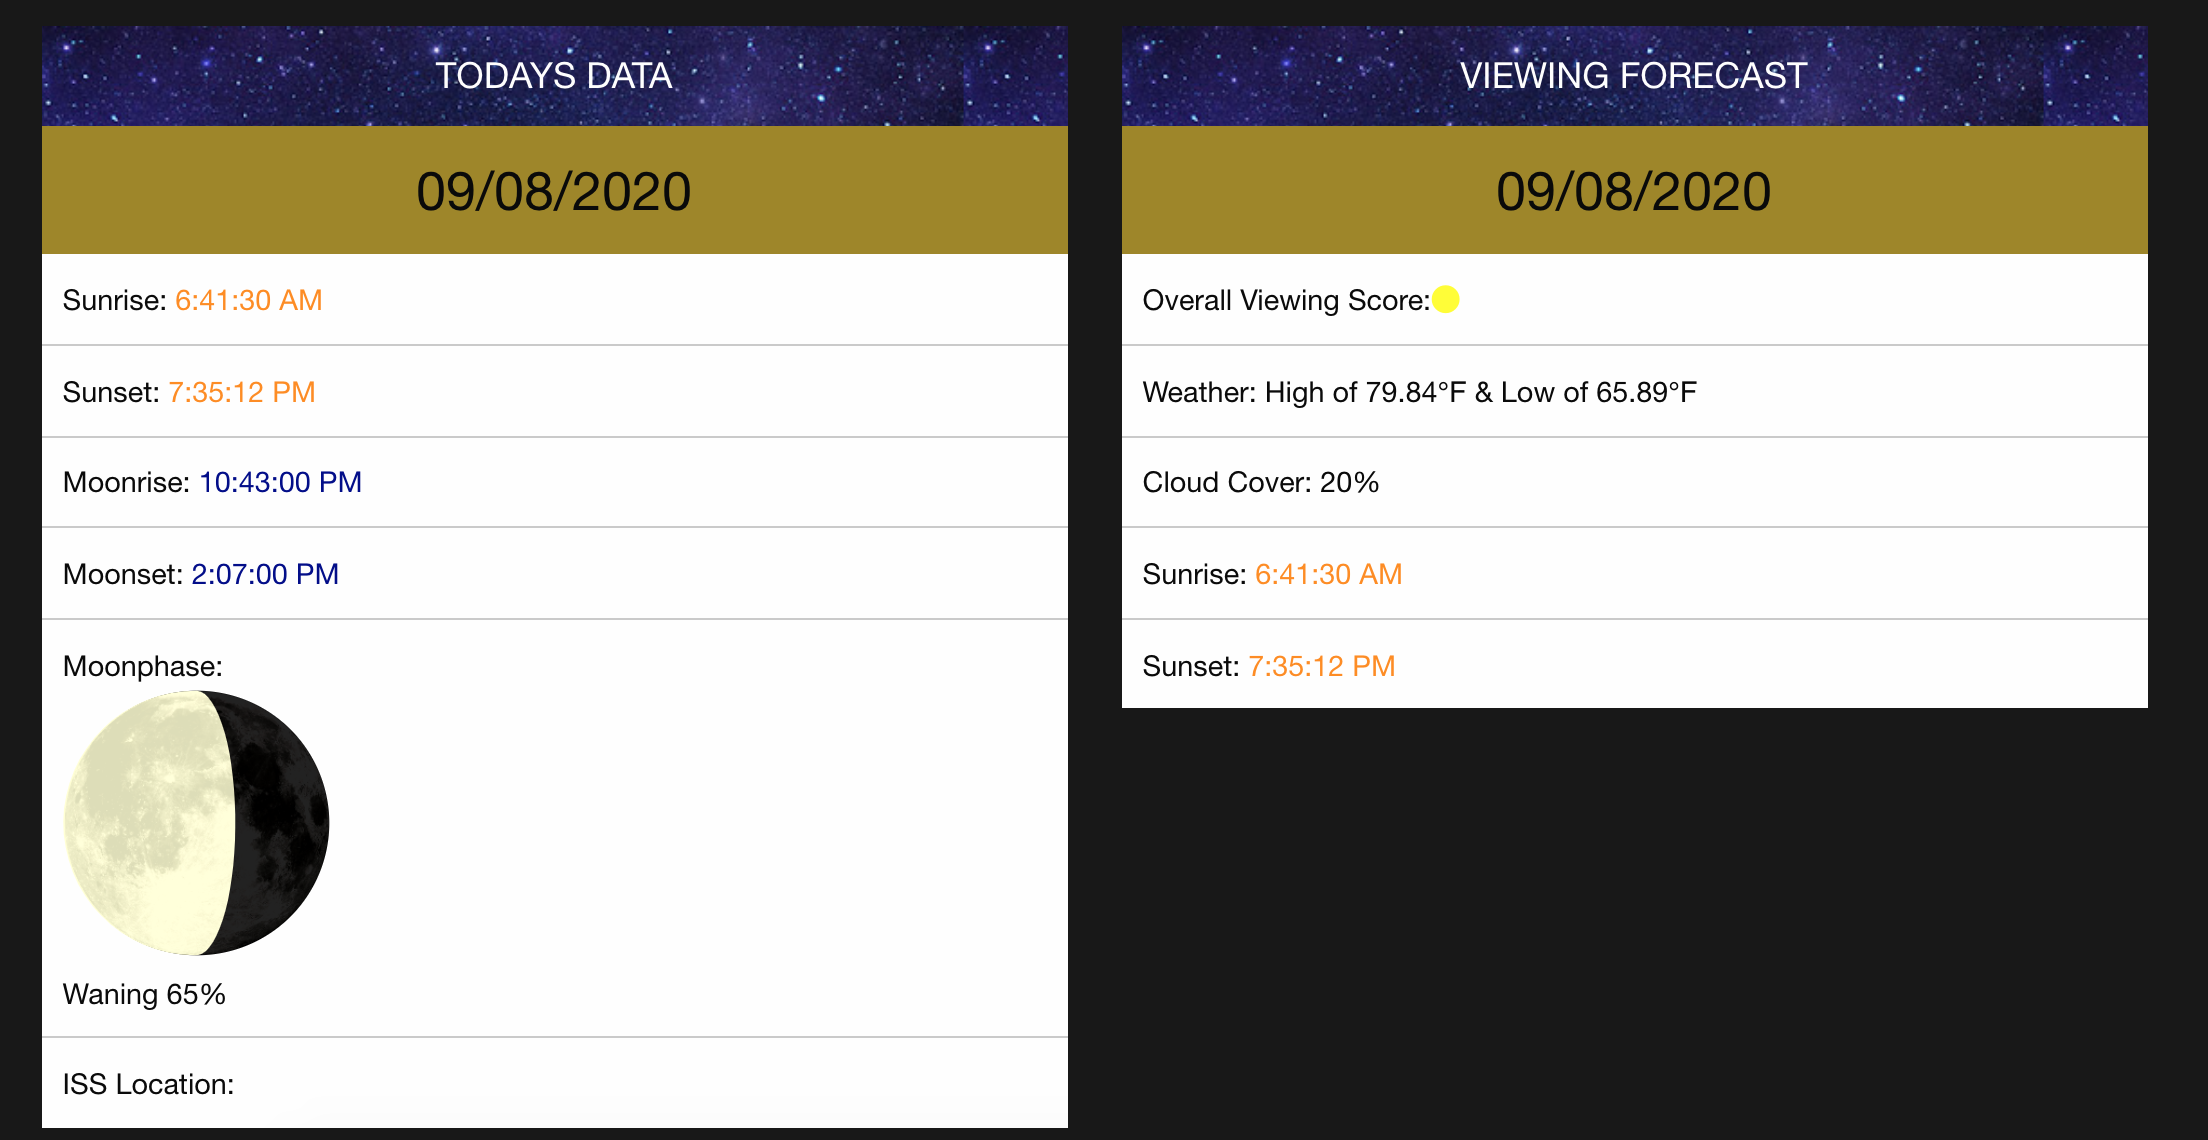 TODAYS DATA
09/08/2020
Sunrise: 6:41:30 AM
Sunset: 7:35:12 PM
Moonrise: 10:43:00 PM
Moonset: 2:07:00 PM
Moonphase:
Waning 65%
ISS Location:
VIEWING FORECAST
09/08/2020
Overall Viewing Score:
Weather: High of 79.84°F & Low of 65.89°F
Cloud Cover: 20%
Sunrise: 6:41:30 AM
Sunset: 7:35:12 PM